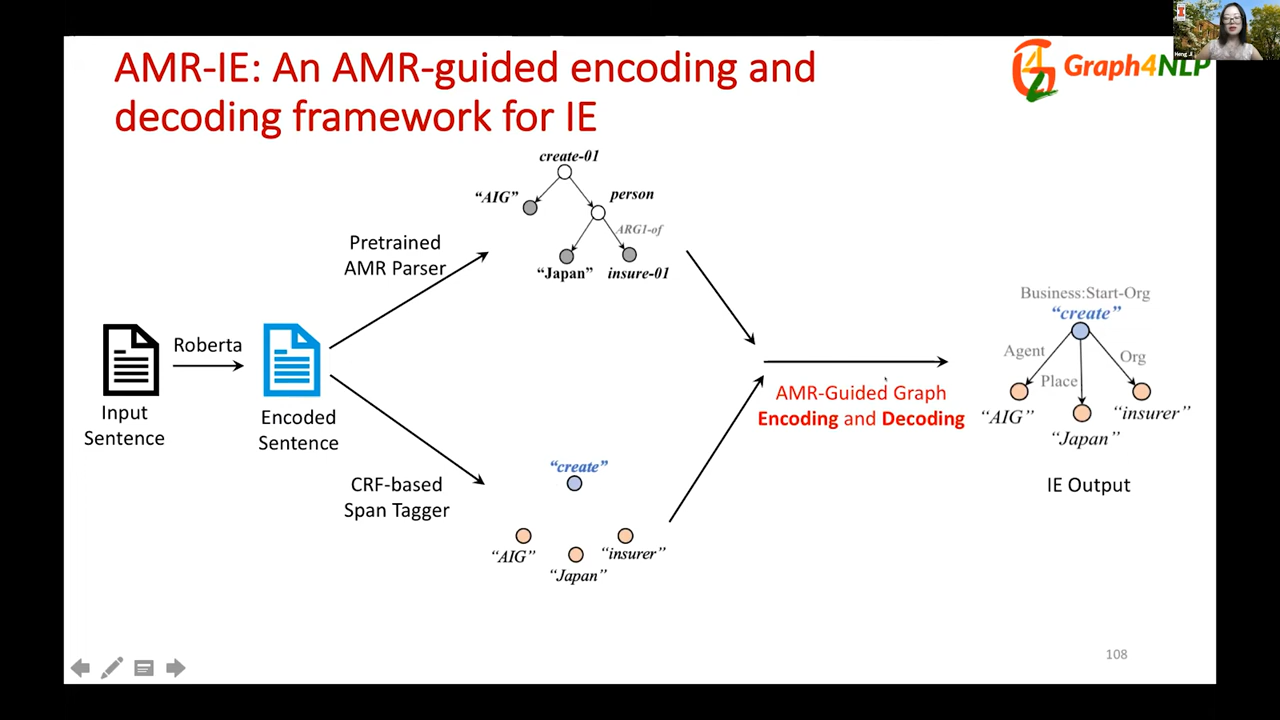 AMR-IE: An AMR-guided encoding and
decoding framework for IE
Graph4NLP
Heng Ji
create-01
"AIG"
person
ARG1-of
"Japan"
insure-01
Pretrained
AMR Parser
Roberta
Input
Sentence
Encoded
Sentence
CRF-based
Span Tagger
"create"
"AIG"
"Japan"
"insurer"
AMR-Guided Graph
Encoding and Decoding
Business:Start-Org
"create"
Agent
Place
Org
"AIG"
"Japan"
"insurer"
IE Output
108